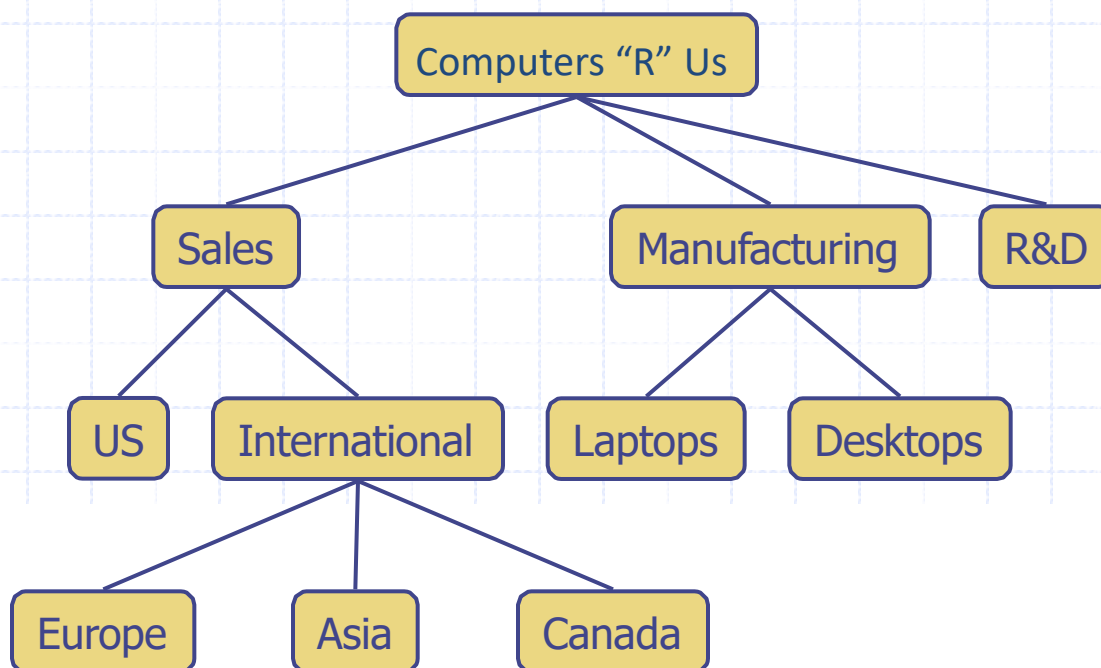 Computers “R” Us
Sales
Manufacturing
R&D
US
International
Laptops
Desktops
Europe
Asia
Canada